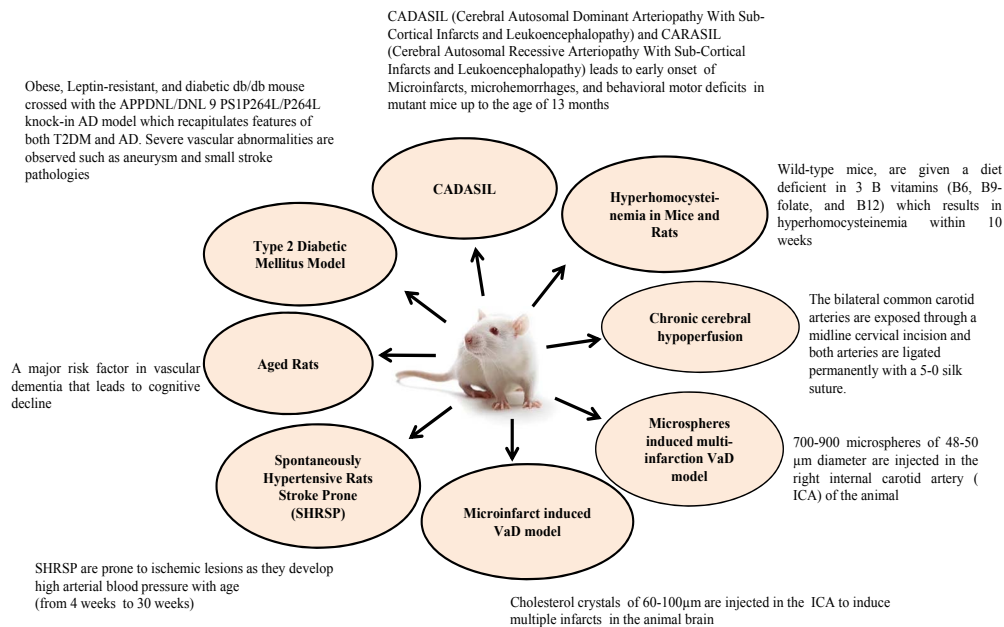 CADASIL (Cerebral Autosomal Dominant Arteriopathy With Sub-
Cortical Infarcts and Leukoencephalopathy) and CARASIL
(Cerebral Autosomal Recessive Arteriopathy With Sub-Cortical
Infarcts and Leukoencephalopathy) leads to early onset of
Microinfarcts, microhemorrhages, and behavioral motor deficits in
mutant mice up to the age of 13 months
Obese, Leptin-resistant, and diabetic db/db mouse
crossed with the APPDNL/DNL 9 PS1P264L/P264L
knock-in AD model which recapitulates features of
both T2DM and AD. Severe vascular abnormalities are
observed such as aneurysm and small stroke
pathologies
CADASIL
Hyperhomocystei-
nemia in Mice and
Rats
Wild-type mice, are given a diet
deficient in 3 B vitamins (B6, B9-
folate, and B12) which results in
hyperhomocysteinemia within 10
weeks
Type 2 Diabetic
Mellitus Model
Chronic cerebral
hypoperfusion
The bilateral common carotid
arteries are exposed through a
midline cervical incision and
both arteries are ligated
permanently with a 5-0 silk
suture.
Aged Rats
A major risk factor in vascular
dementia that leads to cognitive
decline
Microspheres
induced multi-
infarction VaD
model
700-900 microspheres of 48-50
µm diameter are injected in the
right internal carotid artery (
ICA) of the animal
Spontaneously
Hypertensive Rats
Stroke Prone
(SHRSP)
Microinfarct induced
VaD model
SHRSP are prone to ischemic lesions as they develop
high arterial blood pressure with age
(from 4 weeks to 30 weeks)
Cholesterol crystals of 60-100µm are injected in the ICA to induce
multiple infarcts in the animal brain